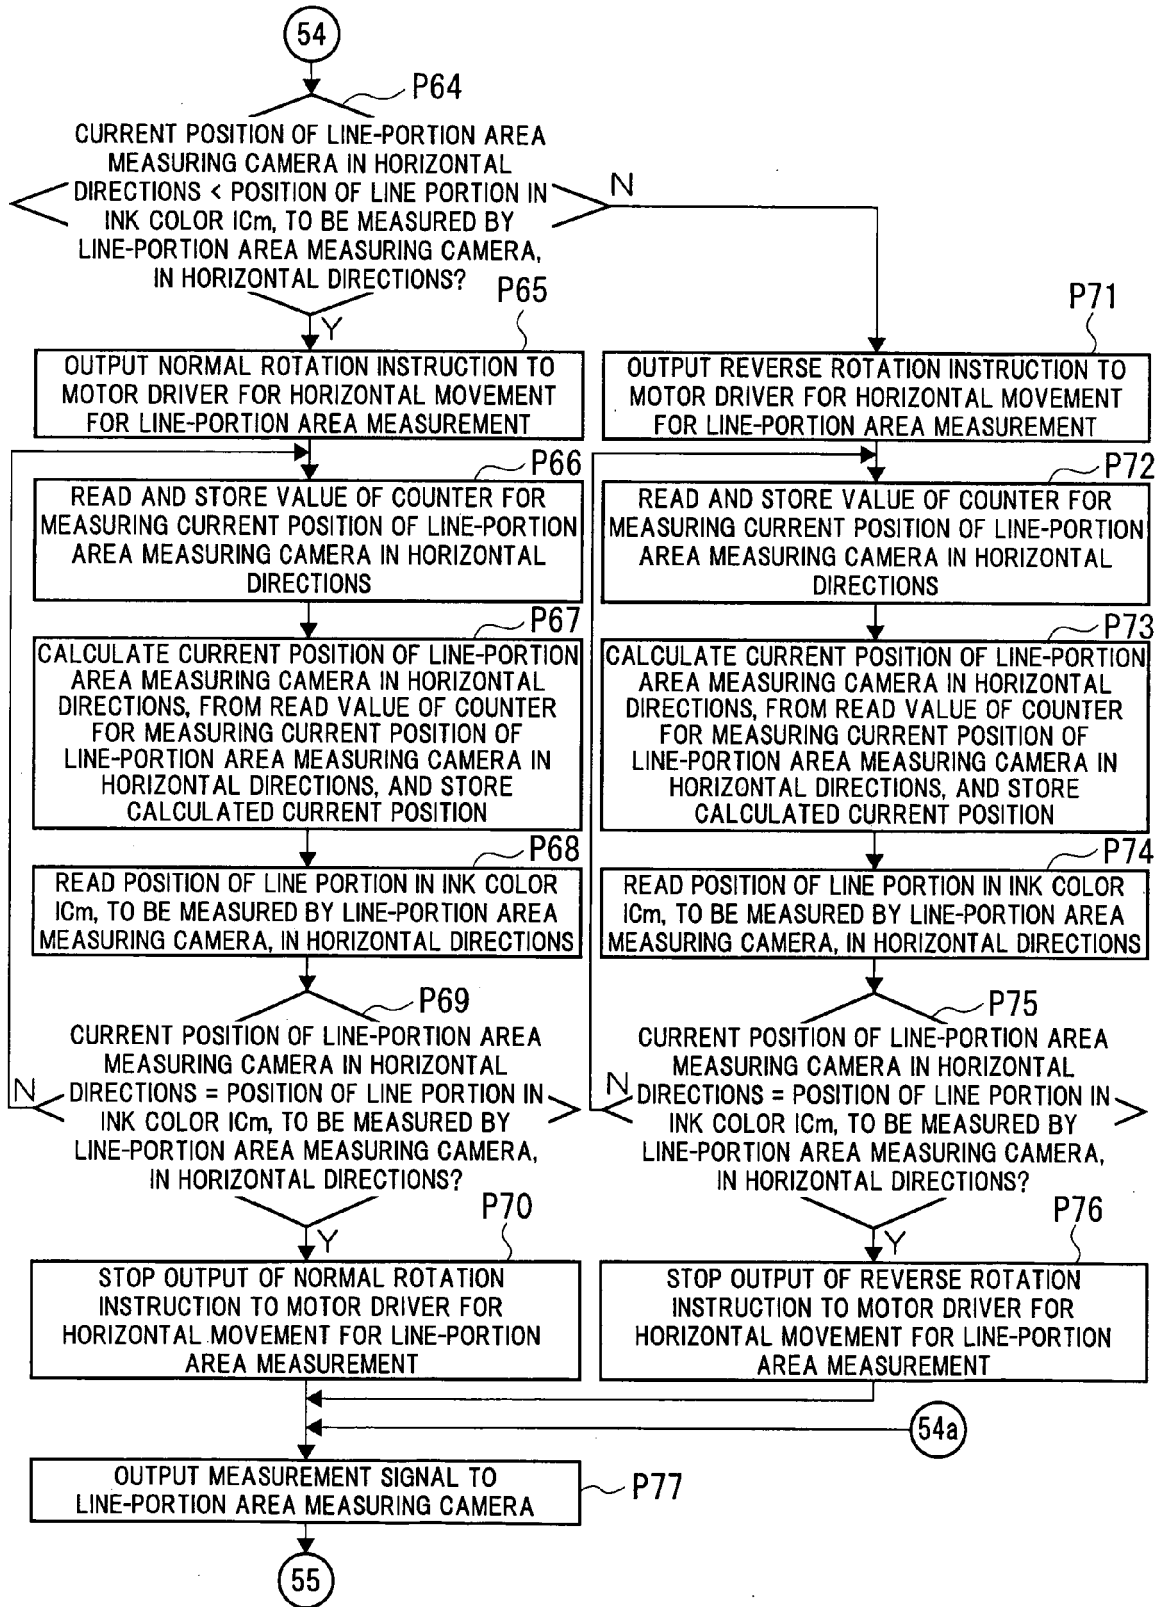 54
P64
CURRENT POSITION OF LINE-PORTION AREA
MEASURING CAMERA IN HORIZONTAL
DIRECTIONS < POSITION OF LINE PORTION IN
INK COLOR ICm, TO BE MEASURED BY
LINE-PORTION AREA MEASURING CAMERA,
IN HORIZONTAL DIRECTIONS?
N
Y
P65
OUTPUT NORMAL ROTATION INSTRUCTION TO
MOTOR DRIVER FOR HORIZONTAL MOVEMENT
FOR LINE-PORTION AREA MEASUREMENT
P66
READ AND STORE VALUE OF COUNTER FOR
MEASURING CURRENT POSITION OF LINE-PORTION
AREA MEASURING CAMERA IN HORIZONTAL
DIRECTIONS
P67
CALCULATE CURRENT POSITION OF LINE-PORTION
AREA MEASURING CAMERA IN HORIZONTAL
DIRECTIONS, FROM READ VALUE OF COUNTER
FOR MEASURING CURRENT POSITION OF
LINE-PORTION AREA MEASURING CAMERA IN
HORIZONTAL DIRECTIONS, AND STORE
CALCULATED CURRENT POSITION
P68
READ POSITION OF LINE PORTION IN INK COLOR
ICm, TO BE MEASURED BY LINE-PORTION AREA
MEASURING CAMERA, IN HORIZONTAL DIRECTIONS
P69
CURRENT POSITION OF LINE-PORTION AREA
MEASURING CAMERA IN HORIZONTAL
DIRECTIONS = POSITION OF LINE PORTION IN
INK COLOR ICm, TO BE MEASURED BY
LINE-PORTION AREA MEASURING CAMERA,
IN HORIZONTAL DIRECTIONS?
N
Y
P70
STOP OUTPUT OF NORMAL ROTATION
INSTRUCTION TO MOTOR DRIVER FOR
HORIZONTAL MOVEMENT FOR LINE-PORTION
AREA MEASUREMENT
P71
OUTPUT REVERSE ROTATION INSTRUCTION TO
MOTOR DRIVER FOR HORIZONTAL MOVEMENT
FOR LINE-PORTION AREA MEASUREMENT
P72
READ AND STORE VALUE OF COUNTER FOR
MEASURING CURRENT POSITION OF LINE-PORTION
AREA MEASURING CAMERA IN HORIZONTAL
DIRECTIONS
P73
CALCULATE CURRENT POSITION OF LINE-PORTION
AREA MEASURING CAMERA IN HORIZONTAL
DIRECTIONS, FROM READ VALUE OF COUNTER
FOR MEASURING CURRENT POSITION OF
LINE-PORTION AREA MEASURING CAMERA IN
HORIZONTAL DIRECTIONS, AND STORE
CALCULATED CURRENT POSITION
P74
READ POSITION OF LINE PORTION IN INK COLOR
ICm, TO BE MEASURED BY LINE-PORTION AREA
MEASURING CAMERA, IN HORIZONTAL DIRECTIONS
P75
CURRENT POSITION OF LINE-PORTION AREA
MEASURING CAMERA IN HORIZONTAL
DIRECTIONS = POSITION OF LINE PORTION IN
INK COLOR ICm, TO BE MEASURED BY
LINE-PORTION AREA MEASURING CAMERA,
IN HORIZONTAL DIRECTIONS?
N
Y
P76
STOP OUTPUT OF REVERSE ROTATION
INSTRUCTION TO MOTOR DRIVER FOR
HORIZONTAL MOVEMENT FOR LINE-PORTION
AREA MEASUREMENT
54a
OUTPUT MEASUREMENT SIGNAL TO
LINE-PORTION AREA MEASURING CAMERA
P77
55